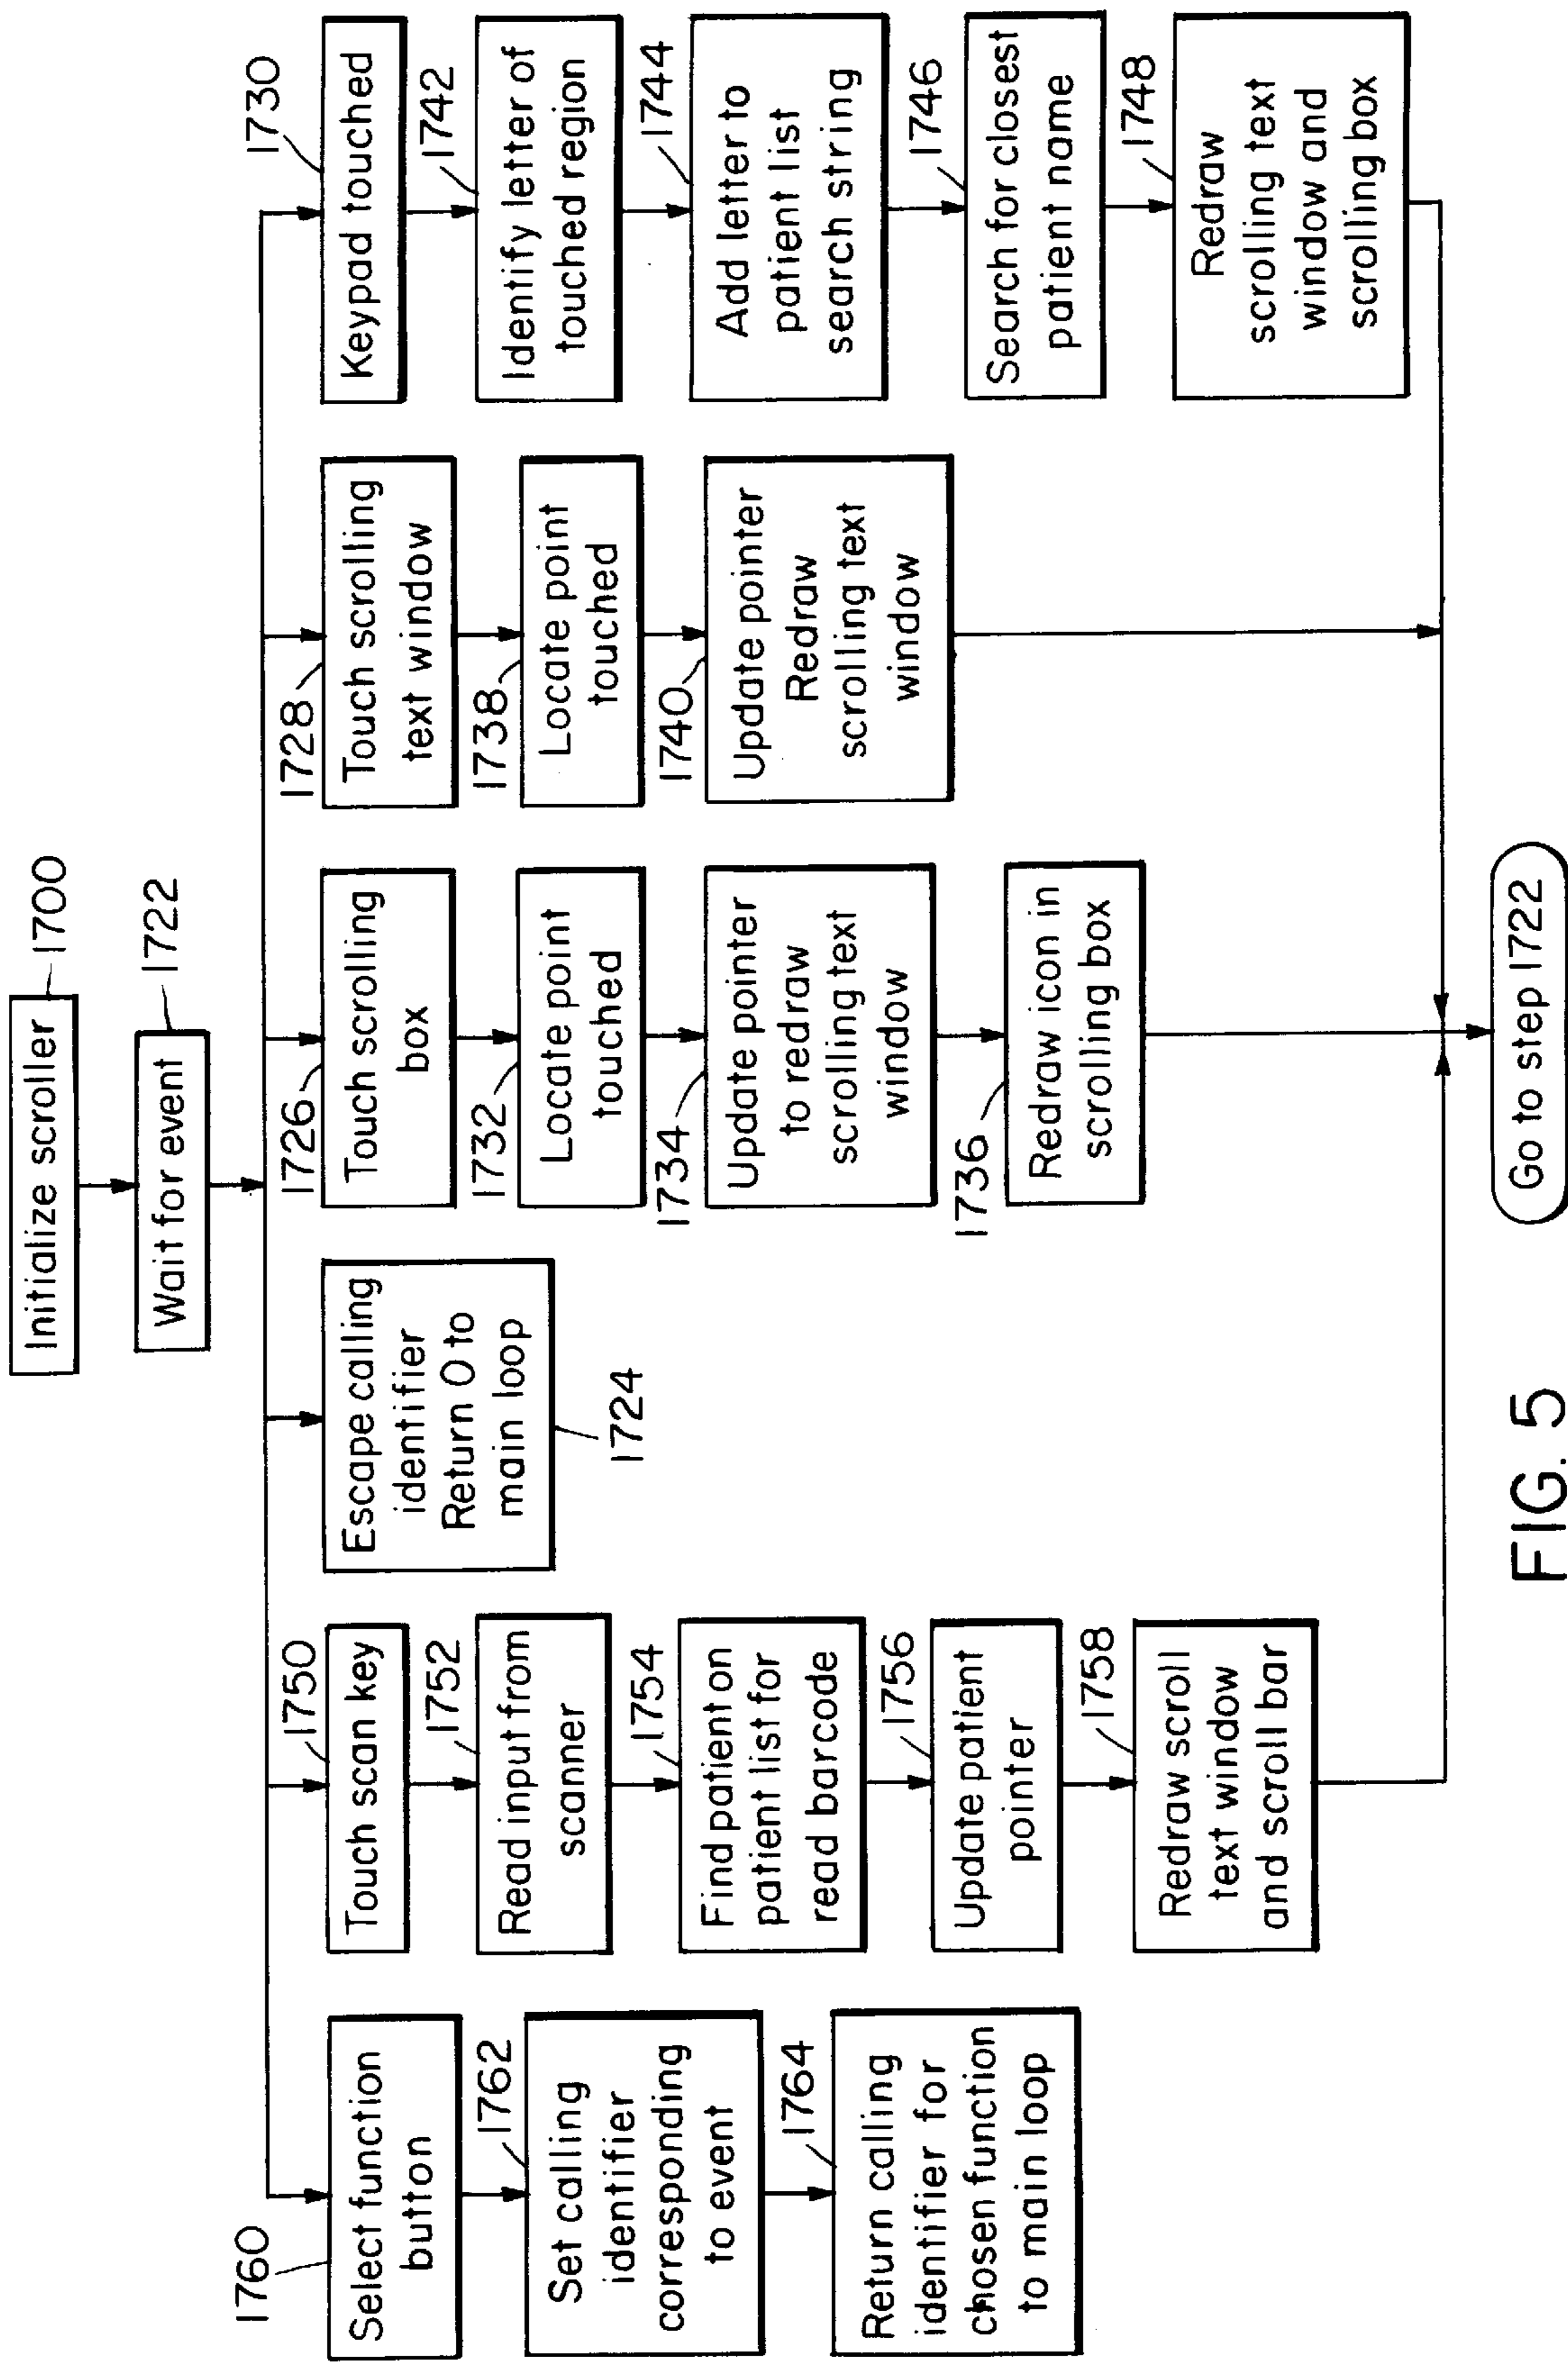 Initialize scroller
1700
Wait for event
1722
1760
Select function
button
1762
Set calling
identifier
corresponding
to event
1764
Return calling
identifier for
chosen function
to main loop
1750
Touch scan key
1752
Read input from
scanner
1754
Find patient on
patient list for
read barcode
1756
Update patient
pointer
1758
Redraw scroll
text window
and scroll bar
Escape calling
identifier
Return 0 to
main loop
1724
1726
Touch scrolling
box
1732
Locate point
touched
1734
Update pointer
to redraw
scrolling text
window
1736
Redraw icon in
scrolling box
1728
Touch scrolling
text window
1738
Locate point
touched
1740
Update pointer
Redraw
scrolling text
window
1730
Keypad touched
1742
Identify letter of
touched region
1744
Add letter to
patient list
search string
1746
Search for closest
patient name
1748
Redraw
scrolling text
window and
scrolling box
Go to step 1722
FIG. 5